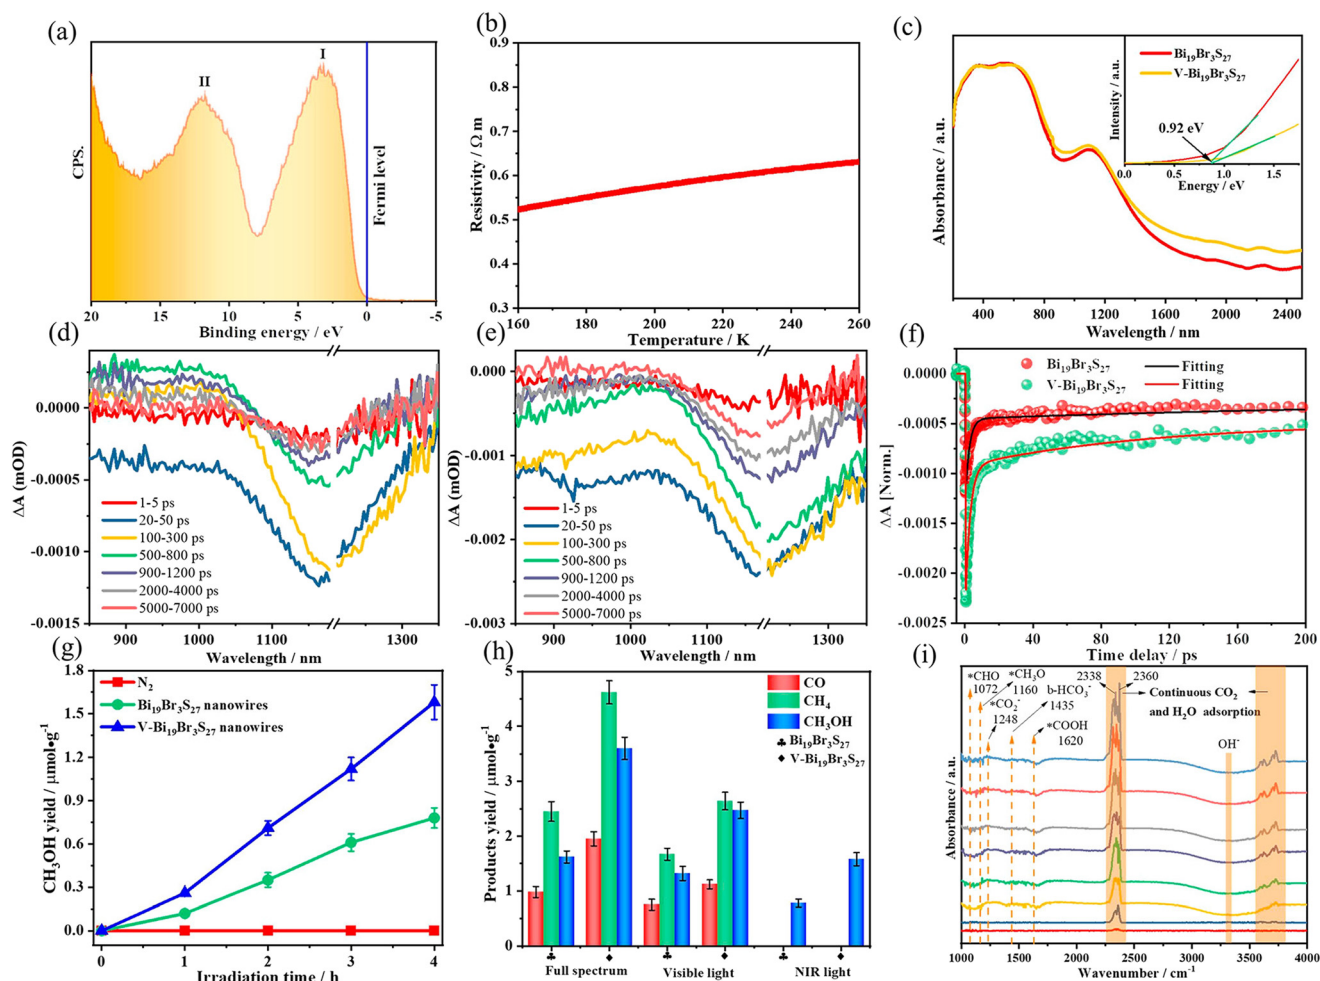 (a)
I
II
Fermi level
CPS.
20
15
10
5
0
-5
Binding energy / eV
(b)
0.9
0.8
0.7
0.6
0.5
0.4
0.3
Resistivity / Ω m
160
180
200
220
240
260
Temperature / K
(c)
Absorbance / a.u.
400
800
1200
1600
2000
2400
Wavelength / nm
Bi₁₉Br₃S₂₇
V-Bi₁₉Br₃S₂₇
Intensity / a.u.
0.92 eV
0.0
0.5
1.0
1.5
Energy / eV
(d)
0.0000
-0.0005
-0.0010
-0.0015
ΔA (mOD)
1-5 ps
20-50 ps
100-300 ps
500-800 ps
900-1200 ps
2000-4000 ps
5000-7000 ps
900
1000
1100
1300
Wavelength / nm
(e)
0.000
-0.001
-0.002
-0.003
ΔA (mOD)
1-5 ps
20-50 ps
100-300 ps
500-800 ps
900-1200 ps
2000-4000 ps
5000-7000 ps
900
1000
1100
1300
Wavelength / nm
(f)
0.0000
-0.0005
-0.0010
-0.0015
-0.0020
-0.0025
ΔA [Norm.]
Bi₁₉Br₃S₂₇ Fitting
V-Bi₁₉Br₃S₂₇ Fitting
0
40
80
120
160
200
Time delay / ps
(g)
1.8
1.5
1.2
0.9
0.6
0.3
0.0
CH₃OH yield / μmol•g⁻¹
N₂
Bi₁₉Br₃S₂₇ nanowires
V-Bi₁₉Br₃S₂₇ nanowires
0
1
2
3
4
Irradiation time / h
(h)
5
4
3
2
1
0
Products yield / μmol•g⁻¹
CO
CH₄
CH₃OH
♣ Bi₁₉Br₃S₂₇
♦ V-Bi₁₉Br₃S₂₇
♣ ♦ ♣ ♦ ♣ ♦
Full spectrum
Visible light
NIR light
(i)
*CHO
1072
*CH₃O
1160
*CO₂⁻
1248
b-HCO₃⁻
1435
*COOH
1620
2338
2360
Continuous CO₂
and H₂O adsorption
OH⁻
Absorbance / a.u.
1000
1500
2000
2500
3000
3500
4000
Wavenumber / cm⁻¹